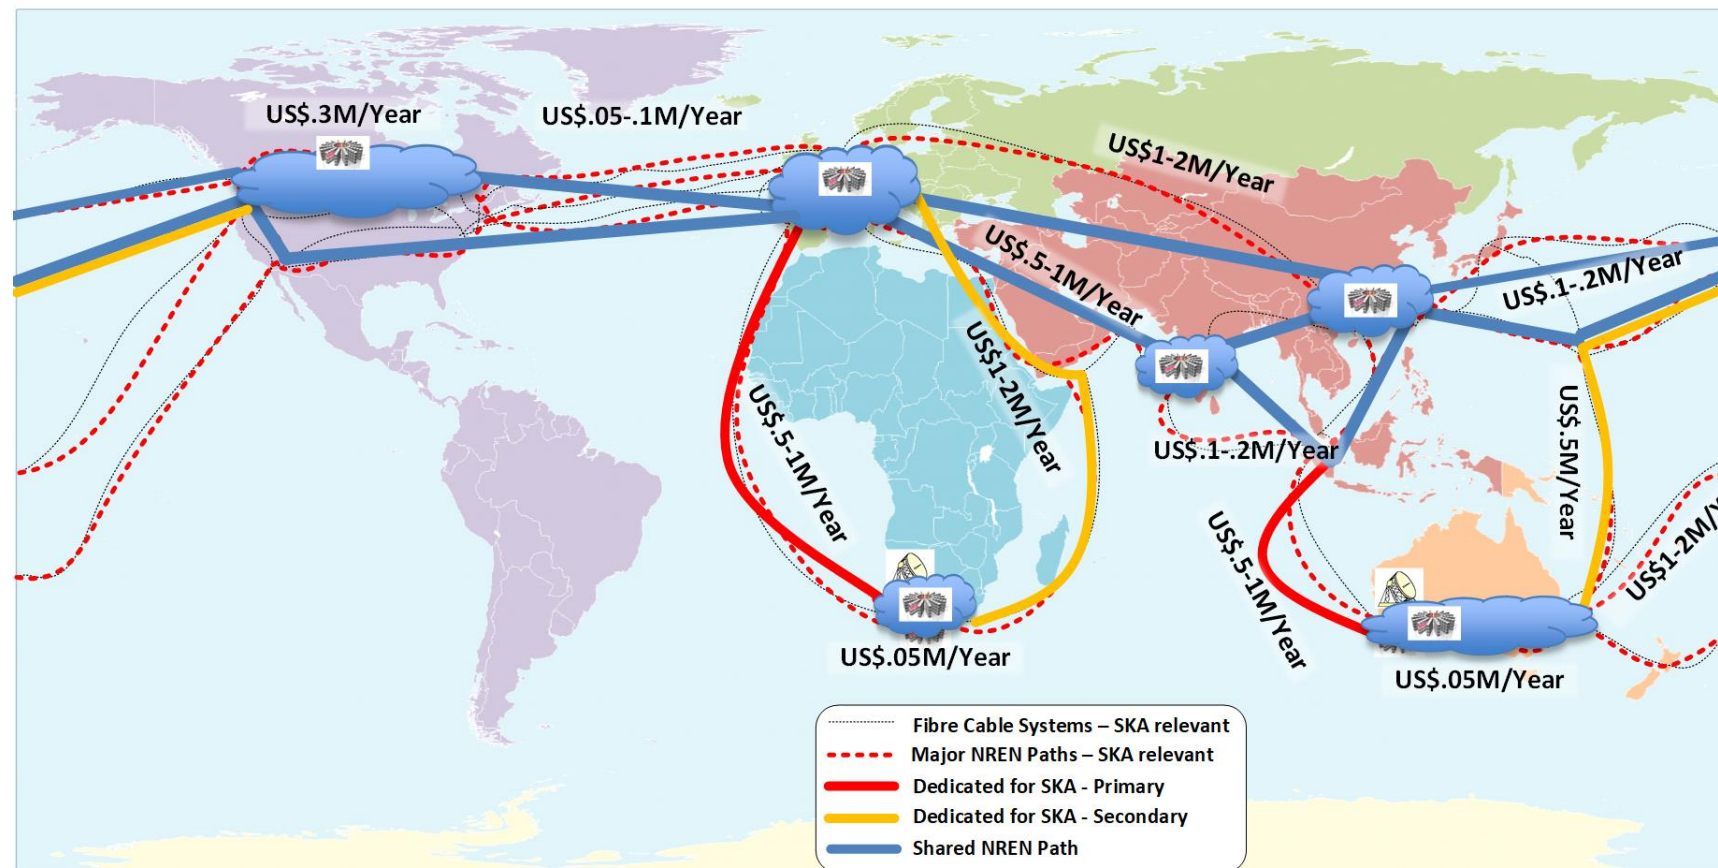 US$.3M/Year
US$.05-.1M/Year
US$1-2M/Year
US$.5-1M/Year
US$.1-.2M/Year
US$1-2M/Year
US$.5-1M/Year
US$.1-.2M/Year
US$.5M/Year
US$.5-1M/Year
US$1-2M/Y
US$.05M/Year
US$.05M/Year
Fibre Cable Systems – SKA relevant
Major NREN Paths – SKA relevant
Dedicated for SKA - Primary
Dedicated for SKA - Secondary
Shared NREN Path